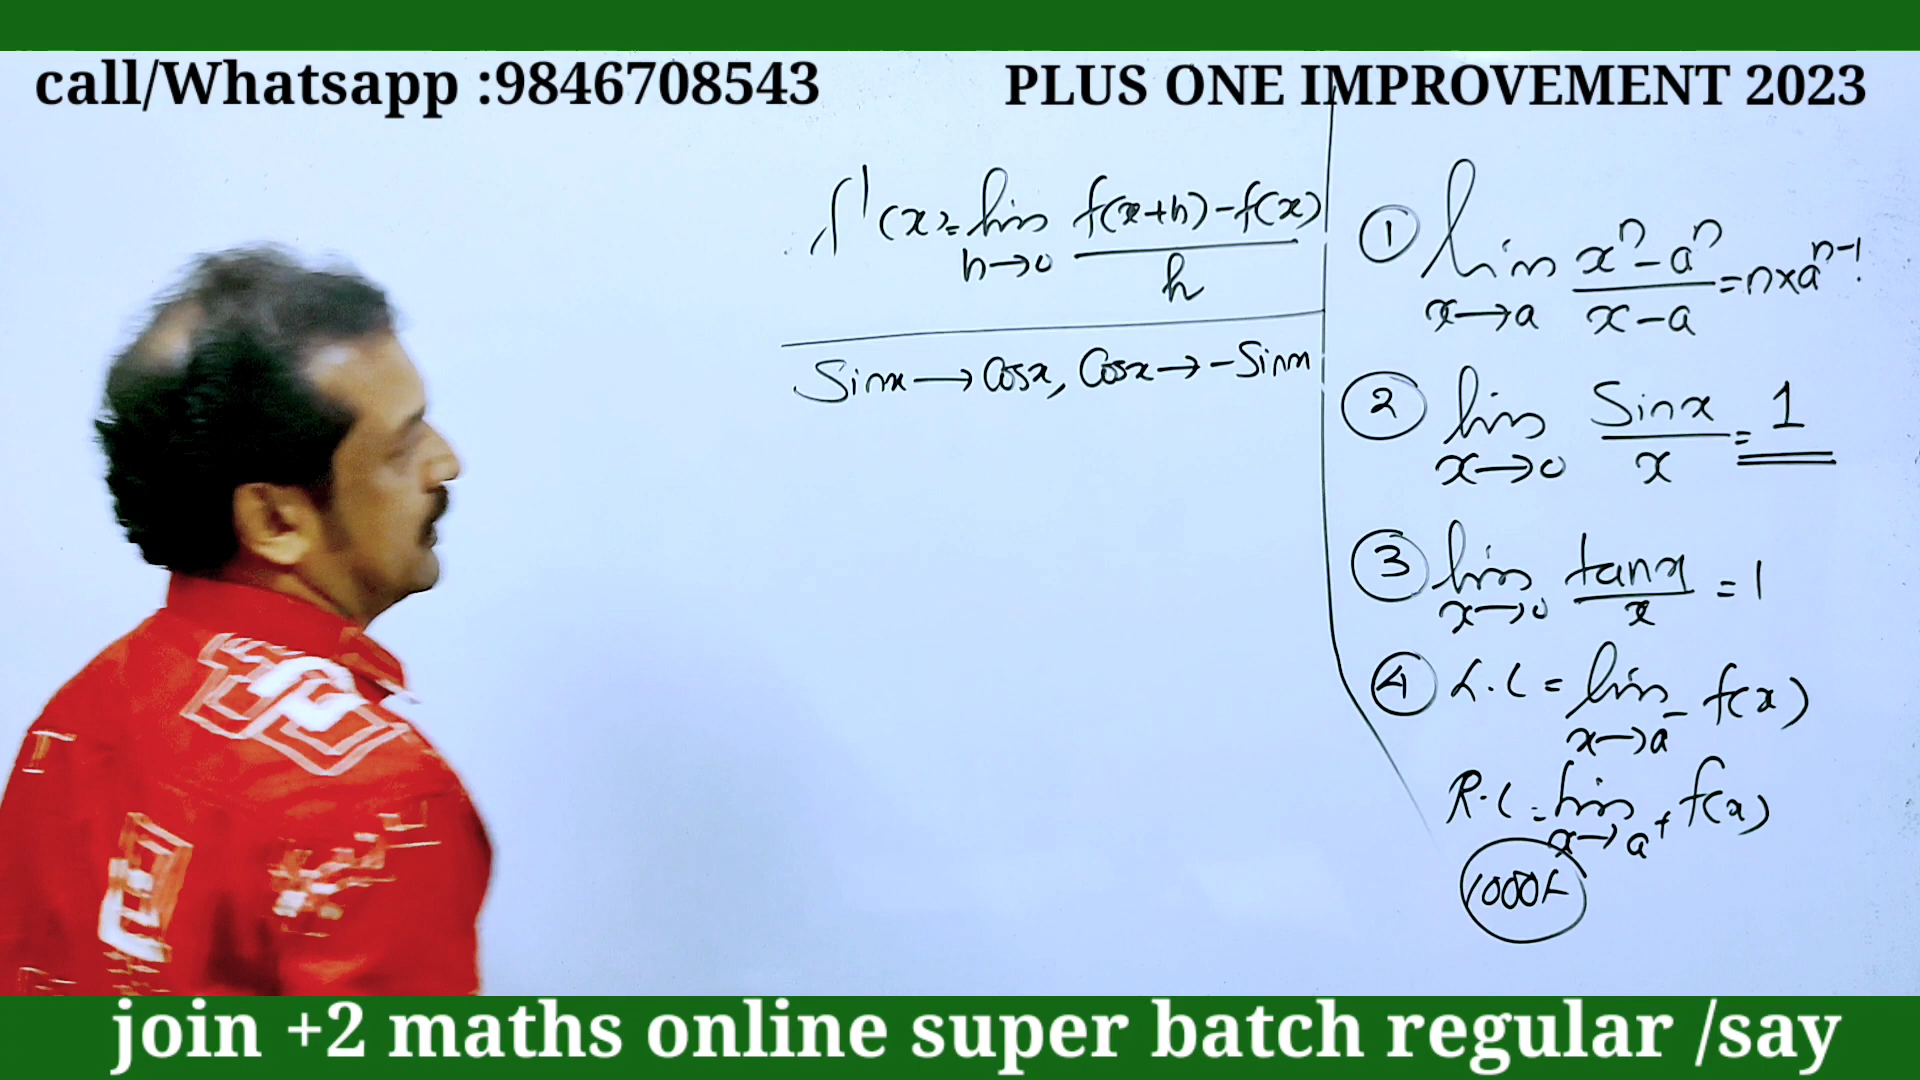 call/Whatsapp :9846708543
PLUS ONE IMPROVEMENT 2023
f'(x) = lim h→0 f(x+h)-f(x) / h
Sinx → Cosx, Cosx → -Sinx
① lim x→a xⁿ-aⁿ / x-a = n×aⁿ⁻¹
② lim x→0 Sinx / x = 1
③ lim x→0 tanx / x = 1
④ L.L = lim x→a⁻ f(x)
R.L = lim x→a⁺ f(x)
join +2 maths online super batch regular /say